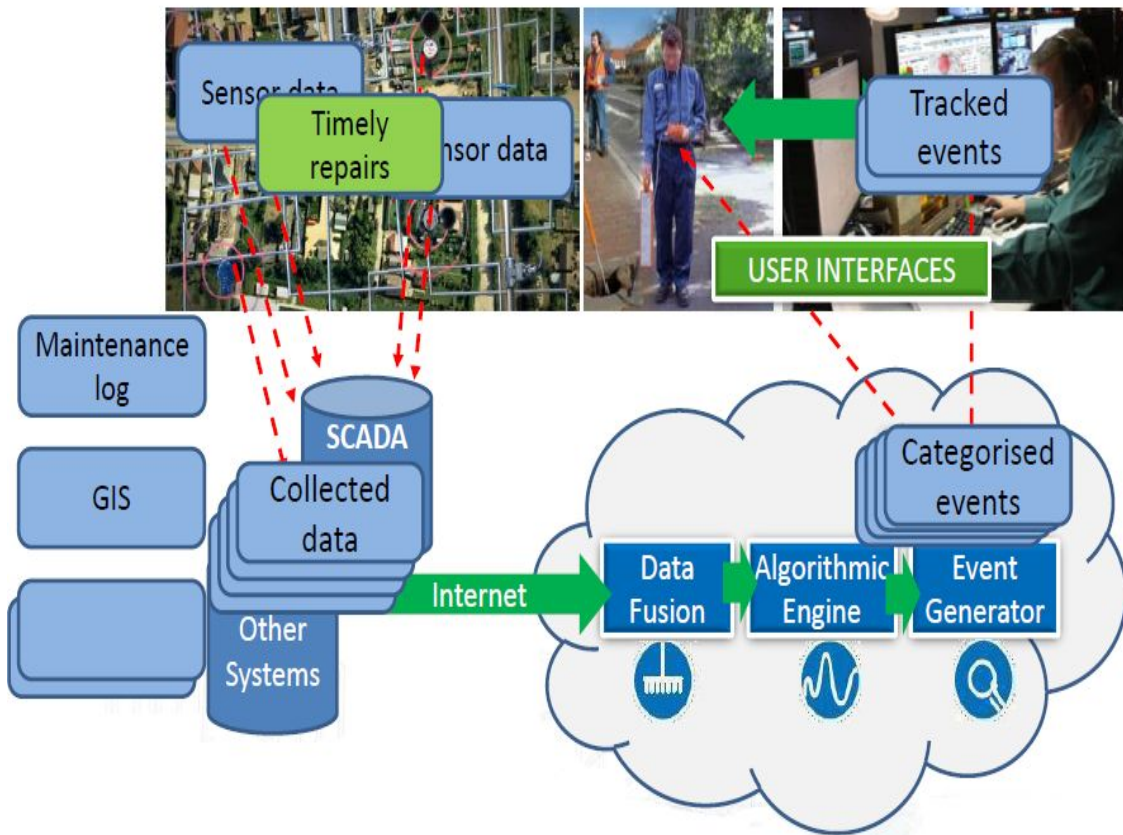 Sensor data
Timely
repairs
nsor data
Tracked
events
USER INTERFACES
Maintenance
log
SCADA
Categorised
events
GIS
Collected
data
Internet
Data
Fusion
Algorithmic
Engine
Event
Generator
Other
Systems